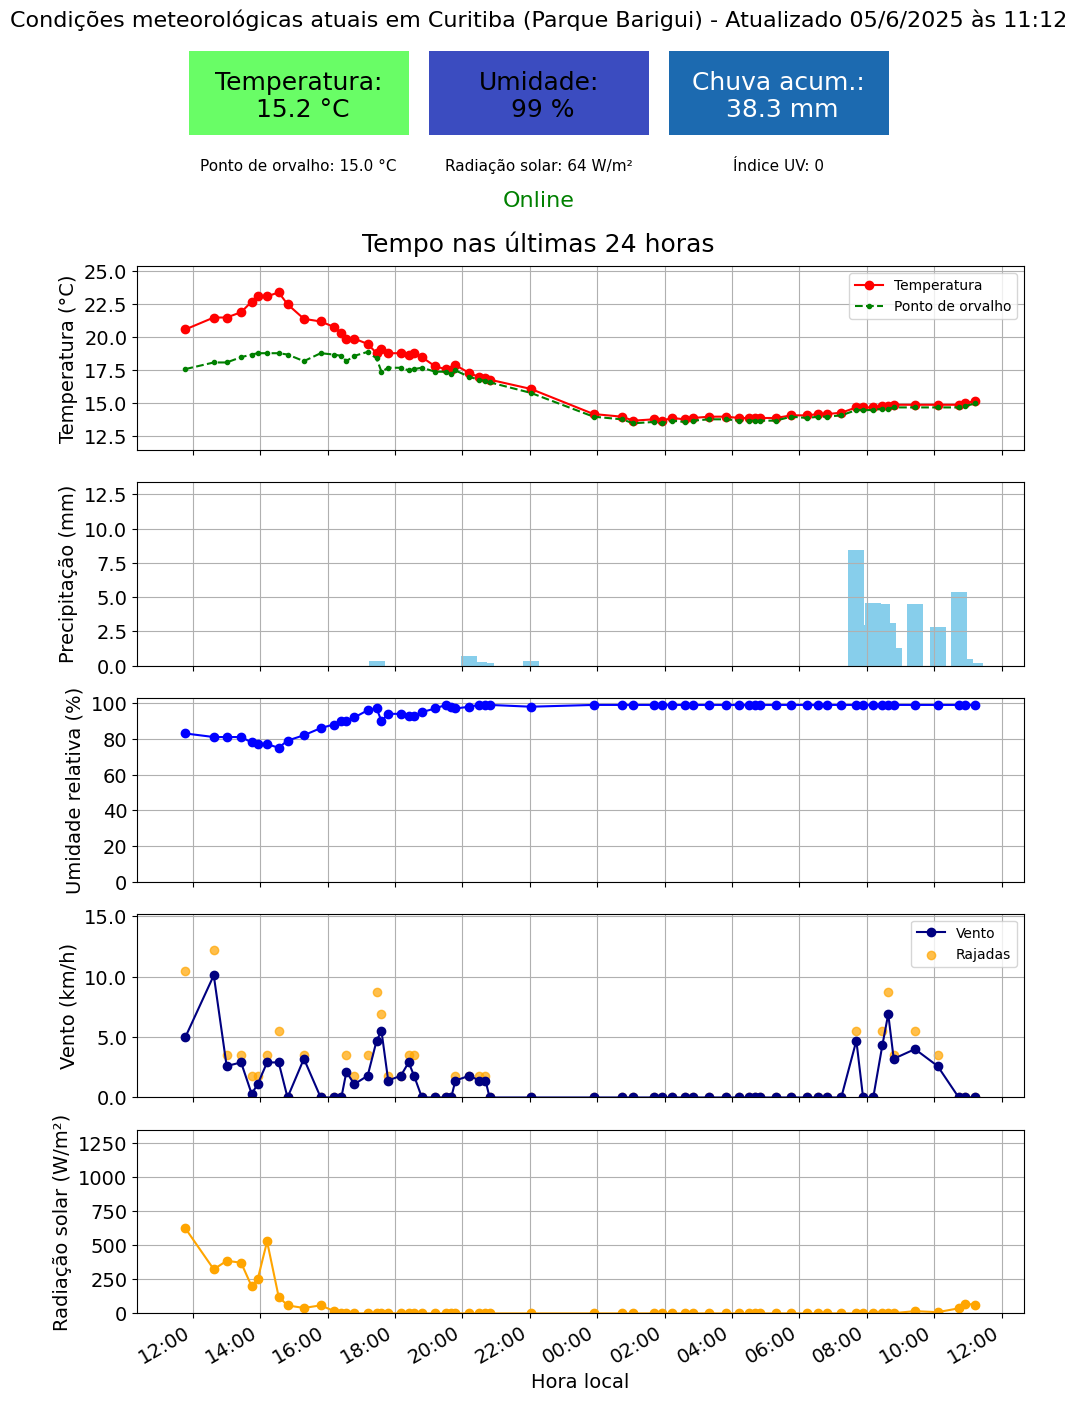 Condições meteorológicas atuais em Curitiba (Parque Barigui) - Atualizado 05/6/2025 às 11:12
Temperatura:
15.2 °C
Umidade:
99 %
Chuva acum.:
38.3 mm
Ponto de orvalho: 15.0 °C
Radiação solar: 64 W/m²
Índice UV: 0
Online
Tempo nas últimas 24 horas
Temperatura (°C)
25.0
22.5
20.0
17.5
15.0
12.5
Temperatura
Ponto de orvalho
Precipitação (mm)
12.5
10.0
7.5
5.0
2.5
0.0
Umidade relativa (%)
100
80
60
40
20
0
Vento (km/h)
15.0
10.0
5.0
0.0
Vento
Rajadas
Radiação solar (W/m²)
1250
1000
750
500
250
0
12:00
14:00
16:00
18:00
20:00
22:00
00:00
02:00
04:00
06:00
08:00
10:00
12:00
Hora local